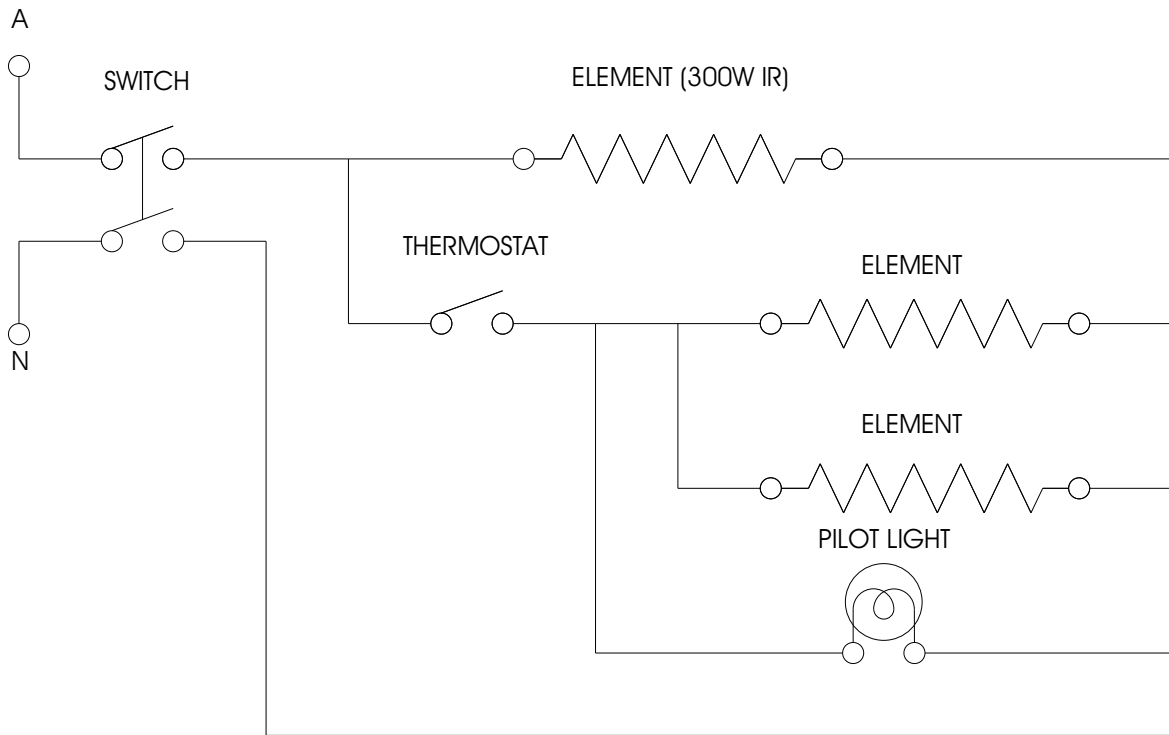 A
SWITCH
ELEMENT (300W IR)
THERMOSTAT
ELEMENT
N
ELEMENT
PILOT LIGHT